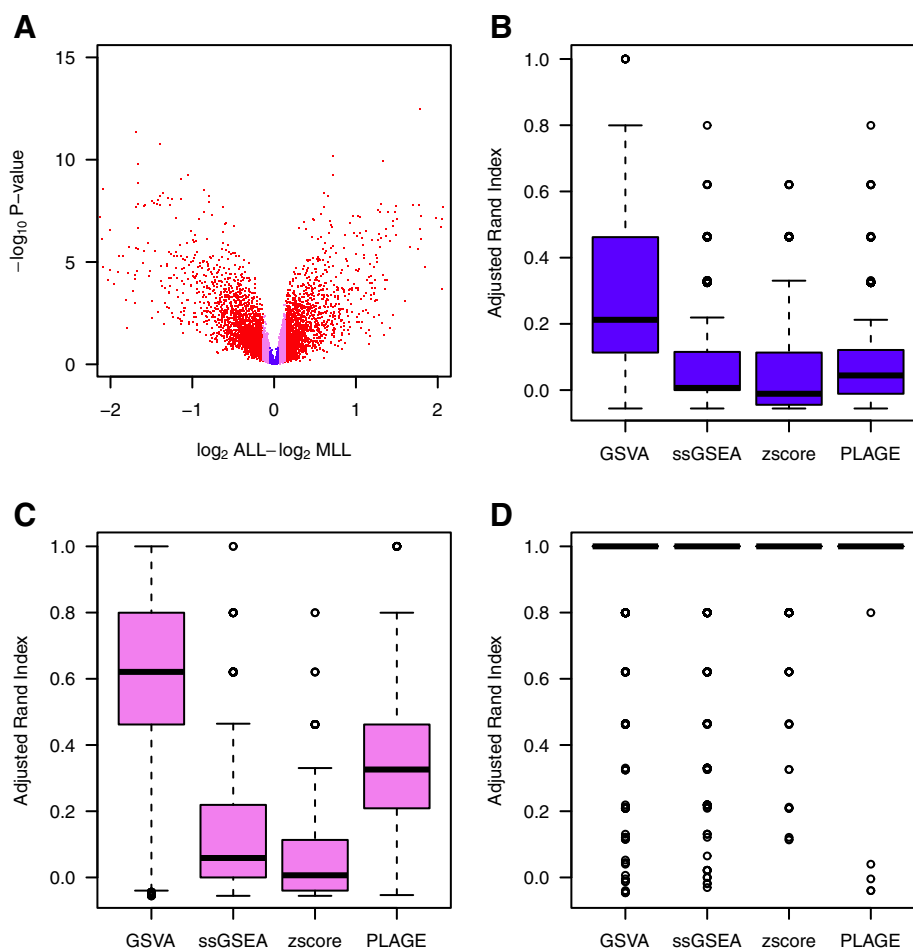 A
15
10
5
0
−log10 P−value
−2
−1
0
1
2
log2 ALL−log2 MLL
B
1.0
0.8
0.6
0.4
0.2
0.0
Adjusted Rand Index
GSVA
ssGSEA
zscore
PLAGE
C
1.0
0.8
0.6
0.4
0.2
0.0
Adjusted Rand Index
GSVA
ssGSEA
zscore
PLAGE
D
1.0
0.8
0.6
0.4
0.2
0.0
Adjusted Rand Index
GSVA
ssGSEA
zscore
PLAGE